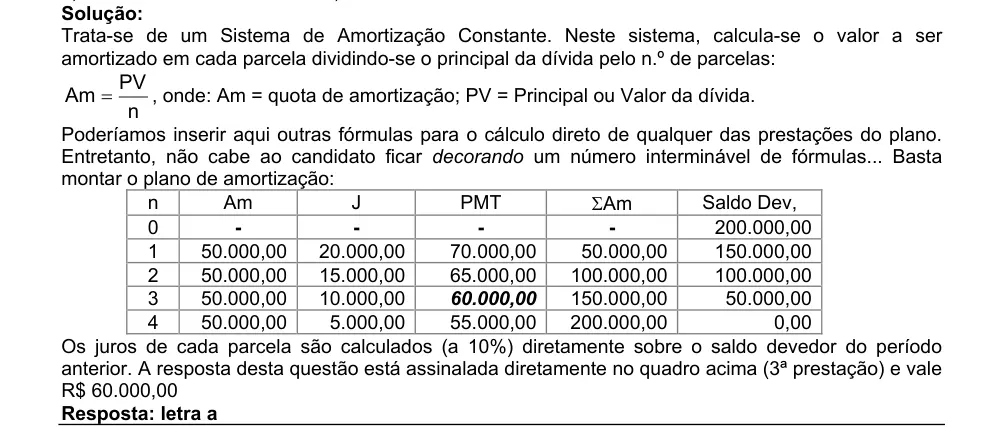 Solução:
Trata-se de um Sistema de Amortização Constante. Neste sistema, calcula-se o valor a ser
amortizado em cada parcela dividindo-se o principal da dívida pelo n.º de parcelas:
Am = PV/n , onde: Am = quota de amortização; PV = Principal ou Valor da dívida.
Poderíamos inserir aqui outras fórmulas para o cálculo direto de qualquer das prestações do plano.
Entretanto, não cabe ao candidato ficar decorando um número interminável de fórmulas... Basta
montar o plano de amortização:
n Am J PMT ΣAm Saldo Dev,
0 - - - - 200.000,00
1 50.000,00 20.000,00 70.000,00 50.000,00 150.000,00
2 50.000,00 15.000,00 65.000,00 100.000,00 100.000,00
3 50.000,00 10.000,00 60.000,00 150.000,00 50.000,00
4 50.000,00 5.000,00 55.000,00 200.000,00 0,00
Os juros de cada parcela são calculados (a 10%) diretamente sobre o saldo devedor do período
anterior. A resposta desta questão está assinalada diretamente no quadro acima (3ª prestação) e vale
R$ 60.000,00
Resposta: letra a